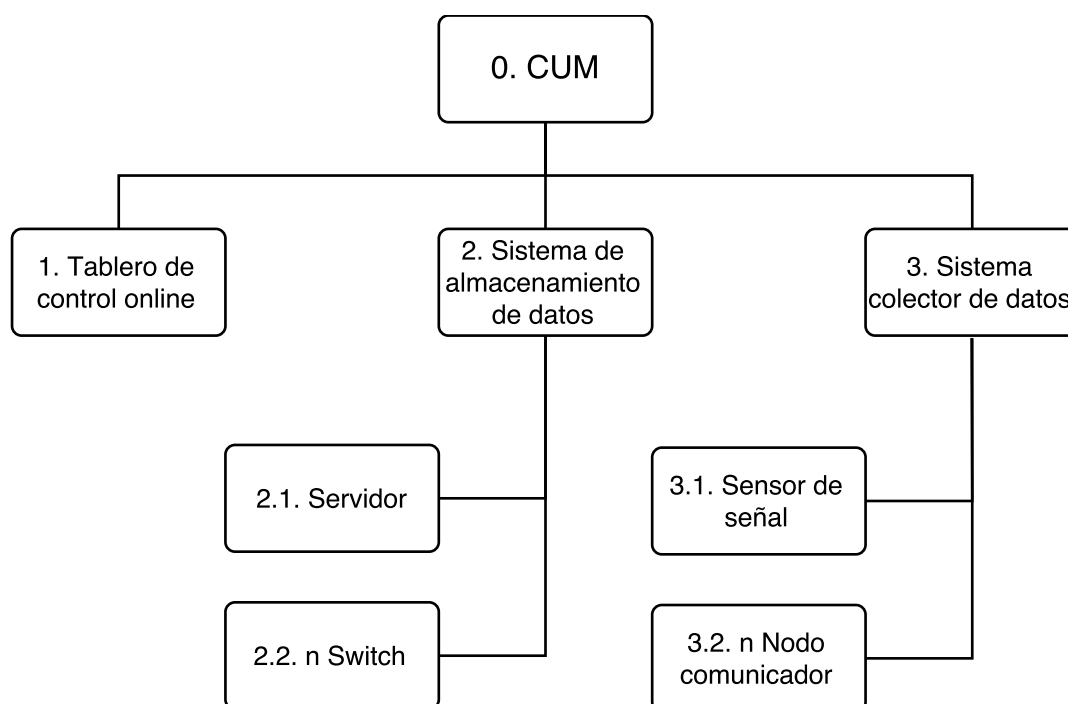 0. CUM
1. Tablero de
control online
2. Sistema de
almacenamiento
de datos
3. Sistema
colector de datos
2.1. Servidor
3.1. Sensor de
señal
2.2. n Switch
3.2. n Nodo
comunicador